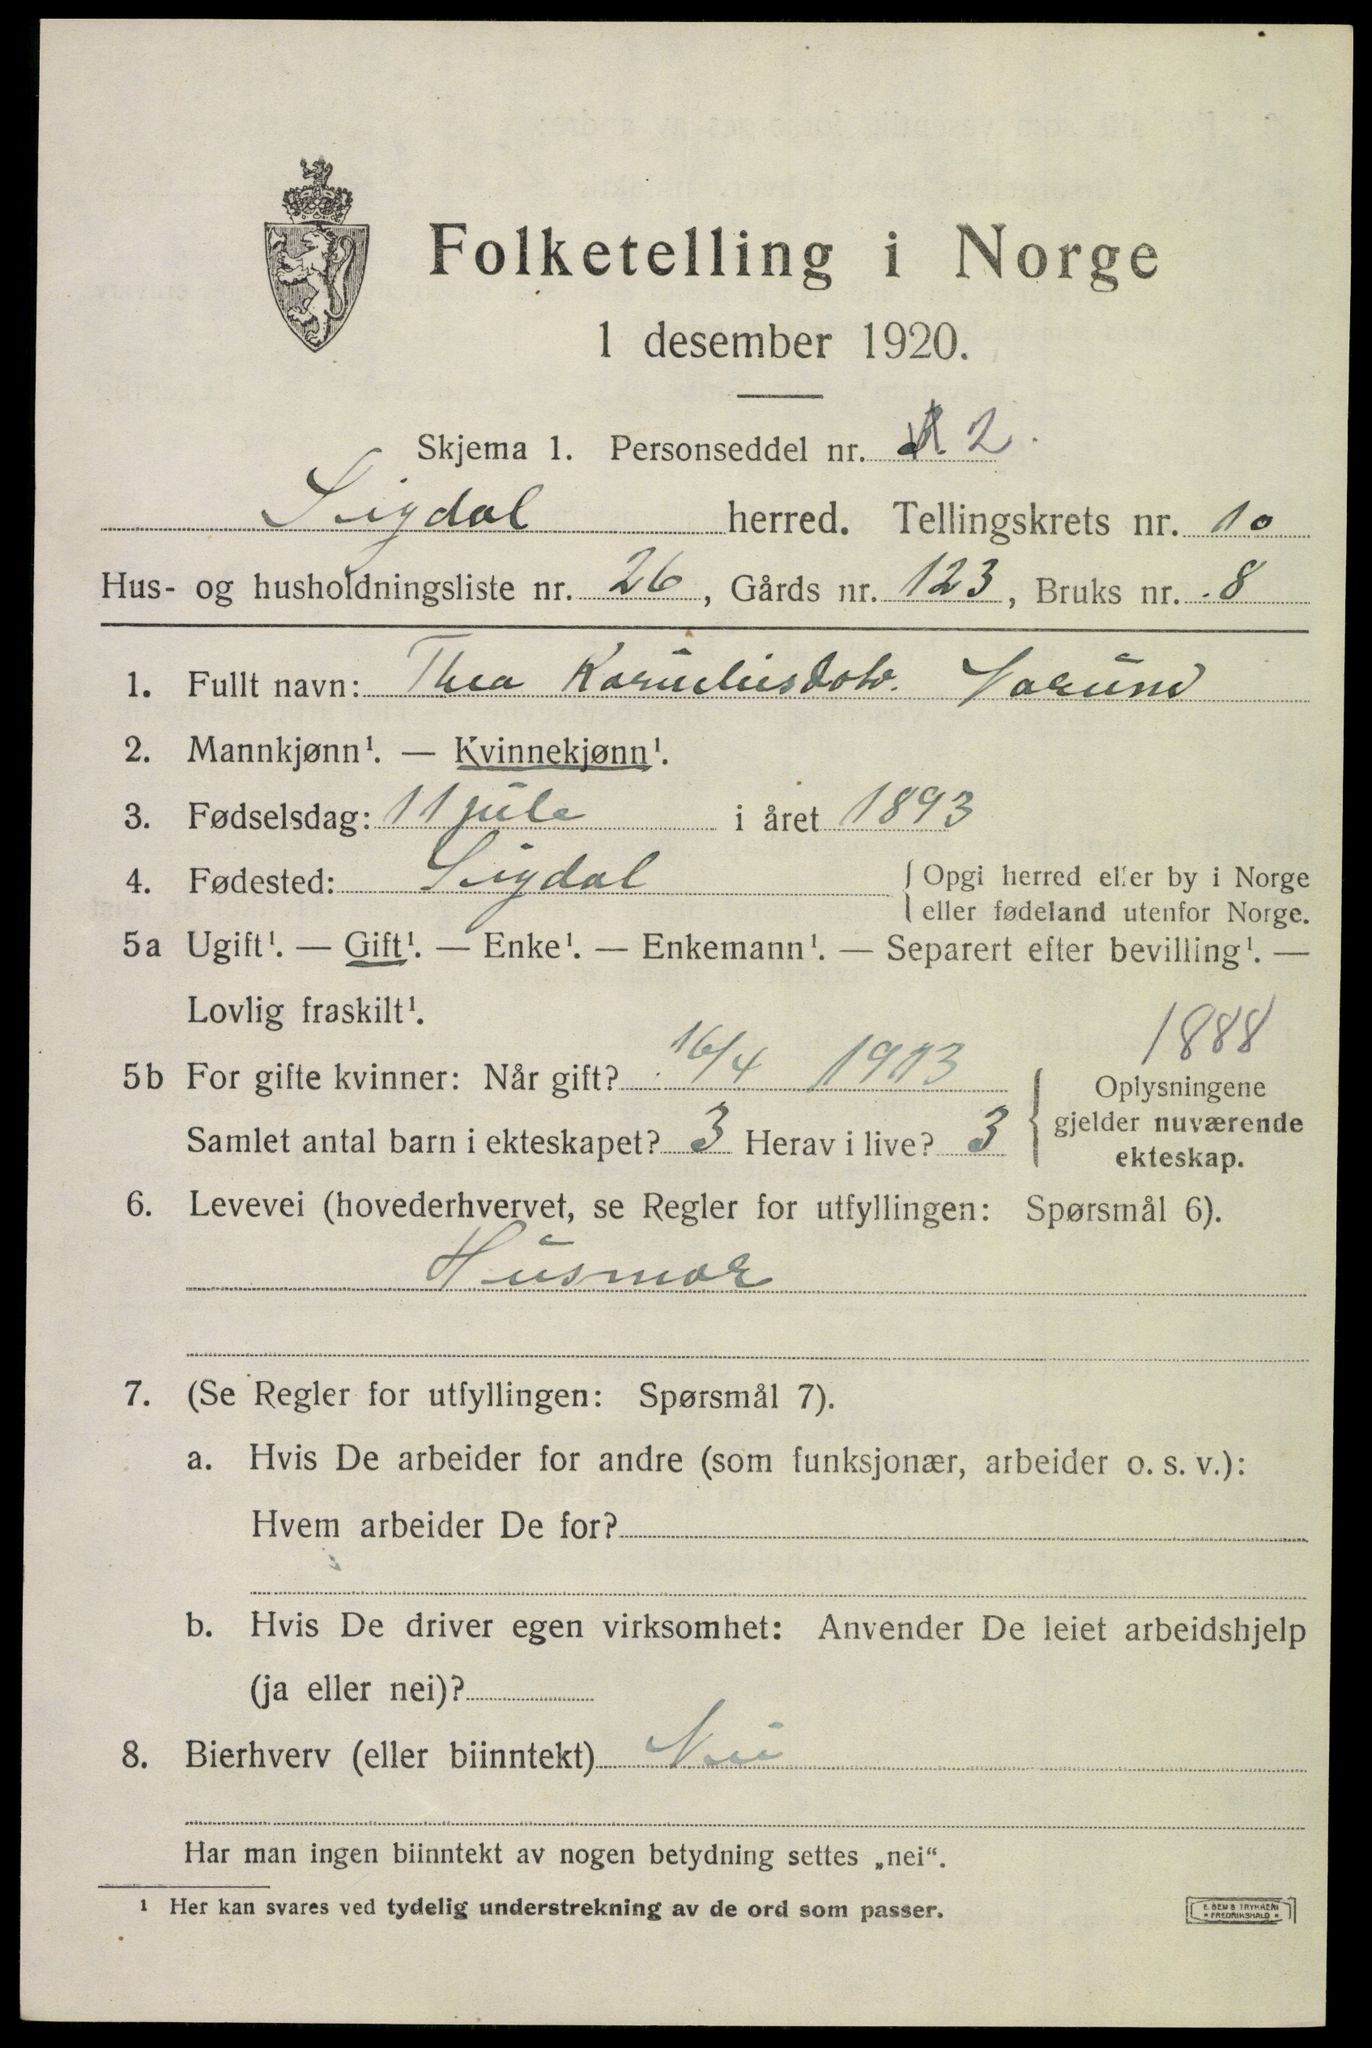 Folketelling i Norge
1 desember 1920.
Skjema 1. Personseddel nr. 2.
Sigdal herred. Tellingskrets nr. 10
Hus- og husholdningsliste nr. 26, Gårds nr. 123, Bruks nr. 8
1. Fullt navn: Thea Korneliusdotr.
2. Mannkjønn¹. — Kvinnekjønn¹.
3. Fødselsdag: 11 jule i året 1893
4. Fødested: Sigdal { Opgi herred eller by i Norge
eller fødeland utenfor Norge.
5a Ugift¹. — Gift¹. — Enke¹. — Enkemann¹. — Separert efter bevilling¹. —
Lovlig fraskilt¹.
1888
5b For gifte kvinner: Når gift? 16/4 1913
Samlet antal barn i ekteskapet? 3 Herav i live? 3
{ Oplysningene
gjelder nuværende
ekteskap.
6. Levevei (hovederhvervet, se Regler for utfyllingen: Spørsmål 6).
Husmor
7. (Se Regler for utfyllingen: Spørsmål 7).
a. Hvis De arbeider for andre (som funksjonær, arbeider o. s. v.):
Hvem arbeider De for?
b. Hvis De driver egen virksomhet: Anvender De leiet arbeidshjelp
(ja eller nei)?
8. Bierhverv (eller biinntekt) Nei
Har man ingen biinntekt av nogen betydning settes „nei“.
¹ Her kan svares ved tydelig understrekning av de ord som passer.
E. SEM'S TRYKKERI
* FREDRIKSHALD *